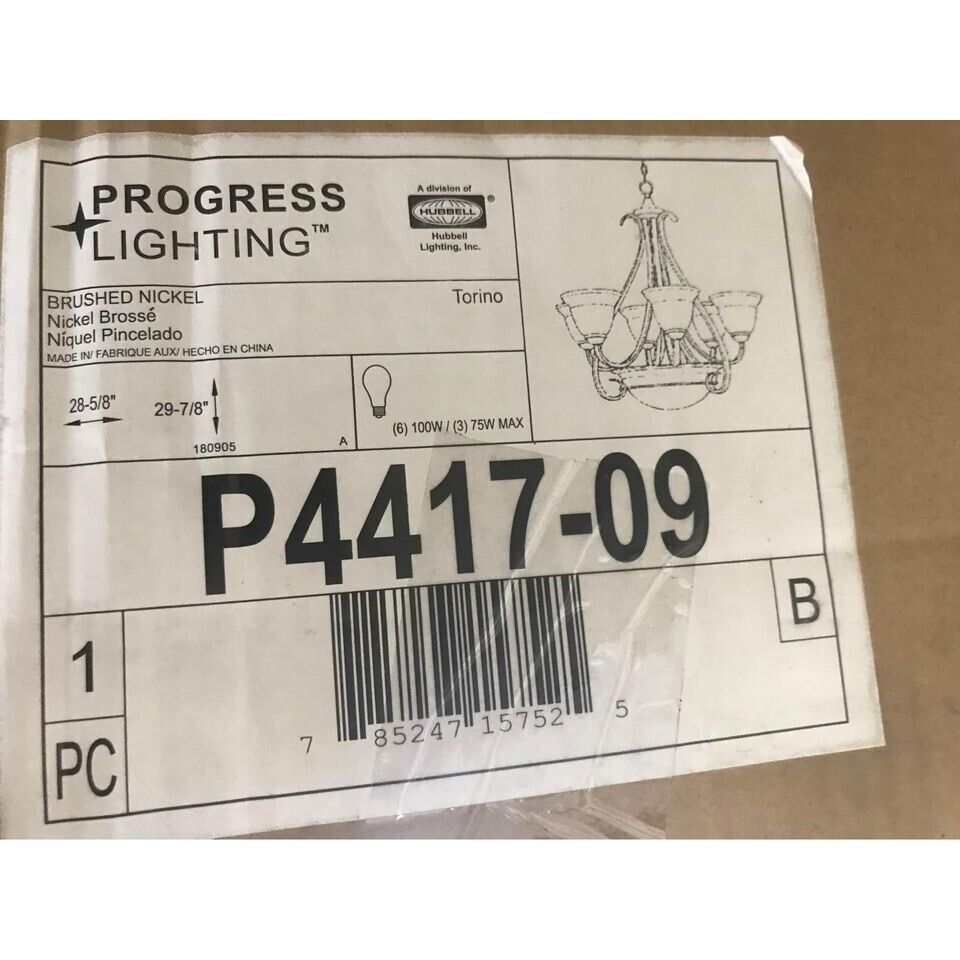 PROGRESS
LIGHTING™
A division of
HUBBELL®
Hubbell
Lighting, Inc.
BRUSHED NICKEL
Torino
Nickel Brossé
Níquel Pincelado
MADE IN/ FABRIQUE AUX/ HECHO EN CHINA
28-5/8"
29-7/8"
180905
A
(6) 100W / (3) 75W MAX
P4417-09
1
PC
B
7 85247 15752 5